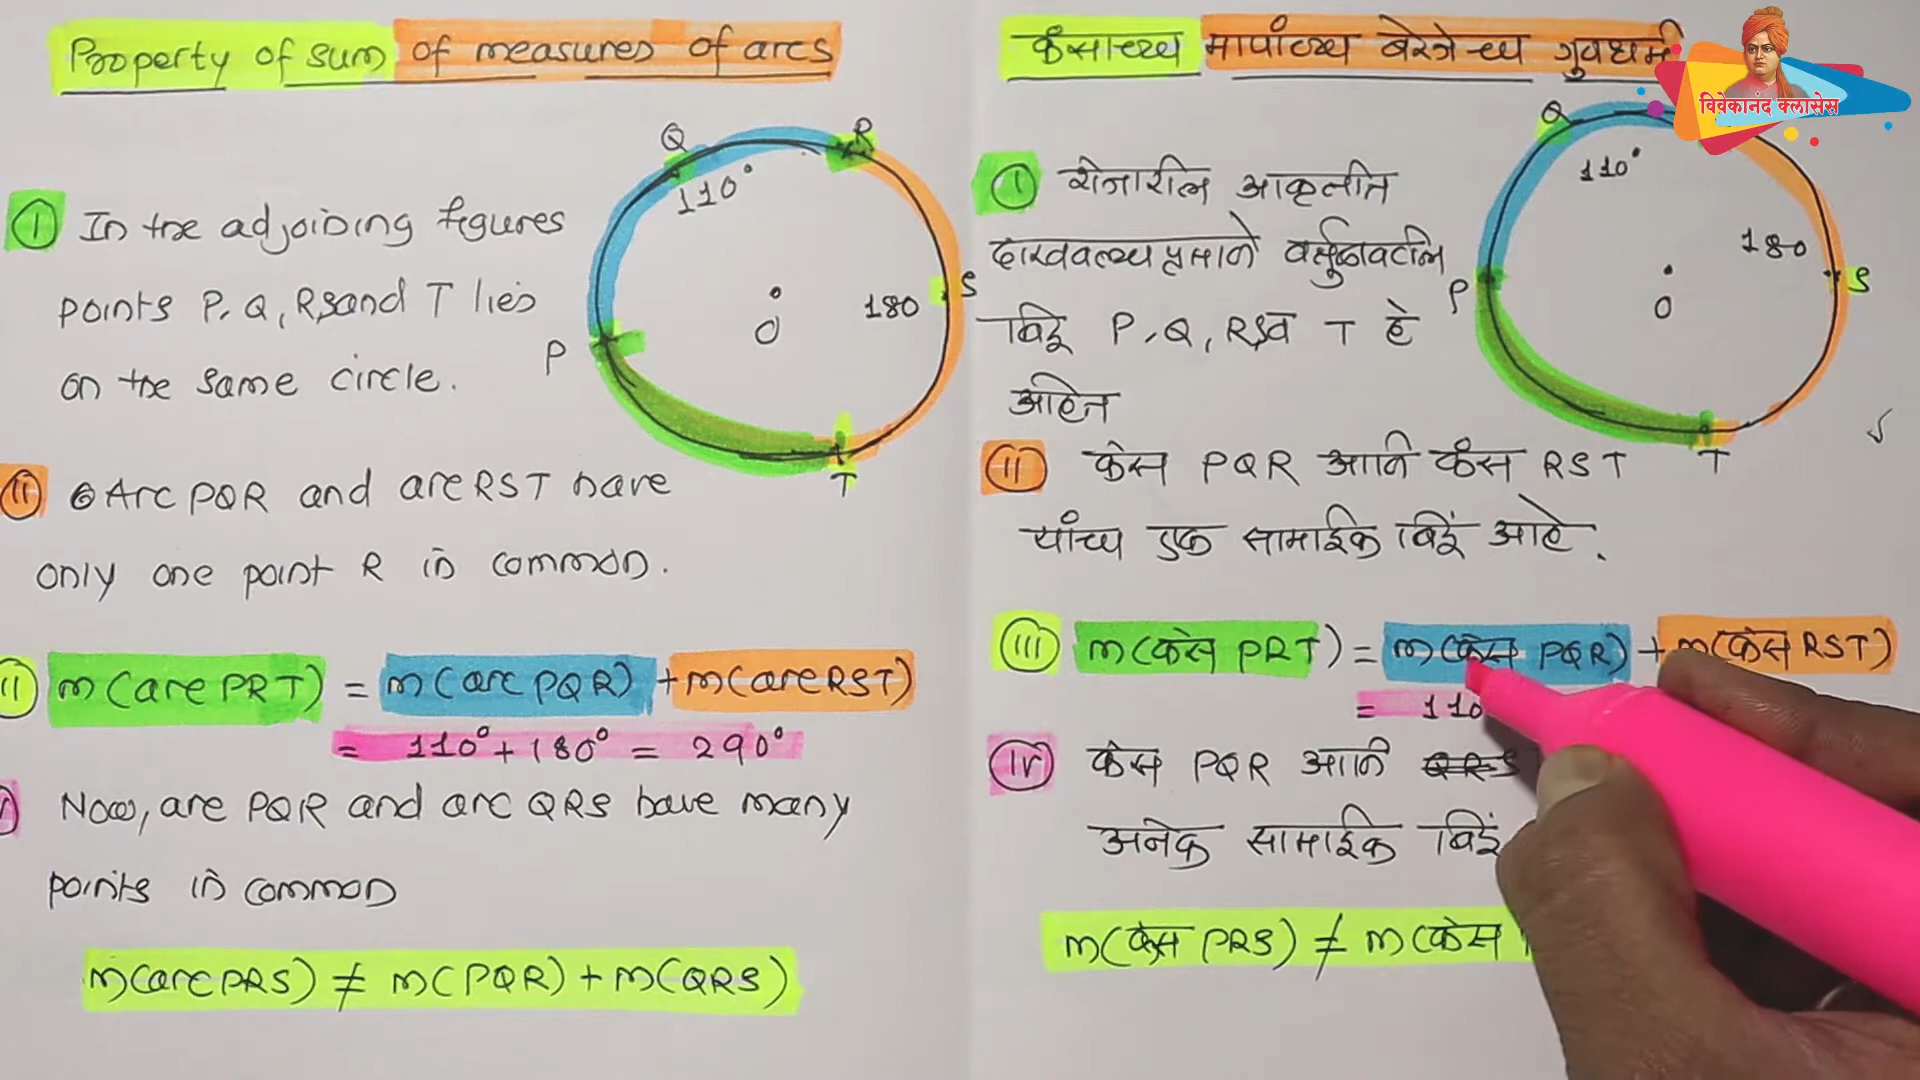 Property of sum of measures of arcs
① In the adjoining figures
points P, Q, R, S and T lies
on the same circle.
Q
R
110°
S
180
O
P
T
ⅱ Arc PQR and arc RST have
only one point R in common.
m(arc PRT) = m(arc PQR) + m(arc RST)
= 110° + 180° = 290°
Now, arc PQR and arc QRS have many
points in common
m(arc PRS) ≠ m(PQR) + m(QRS)
कंसाच्या मापांच्या बेरजेच्या गुणधर्म
विवेकानंद क्लासेस
① शेजारील आकृतीत
दाखवल्याप्रमाणे वर्तुळावरील
बिंदू P, Q, R, S व T हे
आहेत
Q
110°
180
S
P
O
T
ⅱ कंस PQR आणि कंस RST
यांच्या एक सामाईक बिंदू आहे.
ⅲ m(कंस PRT) = m(कंस PQR) + m(कंस RST)
= 110
ⅳ कंस PQR आणि
अनेक सामाईक बिंदू
m(कंस PRS) ≠ m(कंस